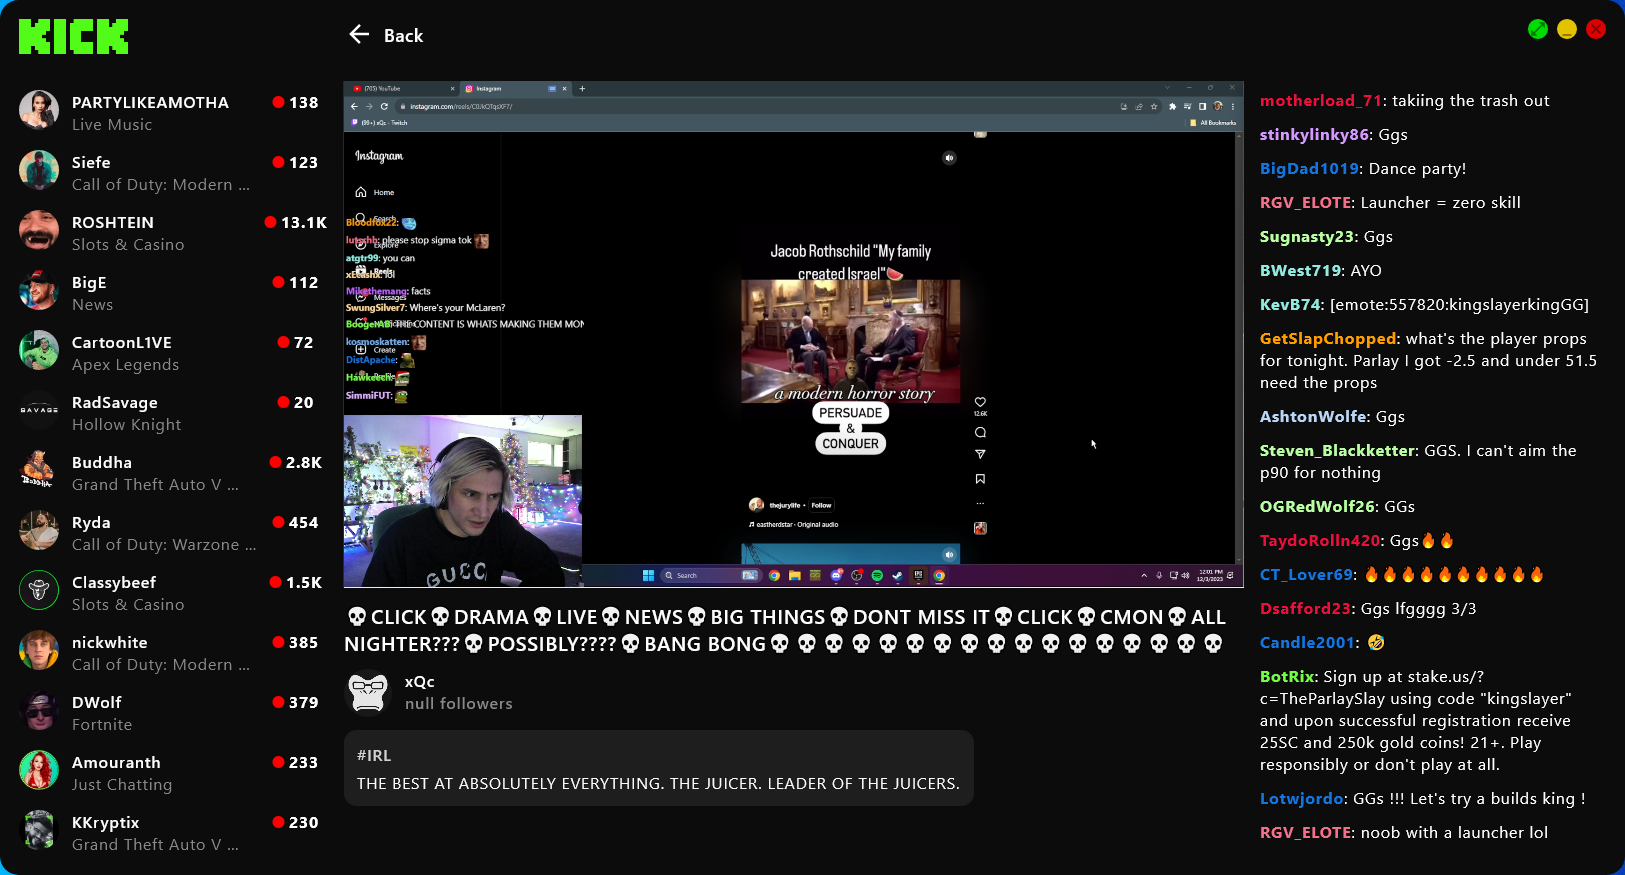 KICK
Back
PARTYLIKEAMOTHA
138
Live Music
Siefe
123
Call of Duty: Modern ...
ROSHTEIN
13.1K
Slots & Casino
BigE
112
News
CartoonL1VE
72
Apex Legends
RadSavage
20
Hollow Knight
Buddha
2.8K
Grand Theft Auto V ...
Ryda
454
Call of Duty: Warzone ...
Classybeef
1.5K
Slots & Casino
nickwhite
385
Call of Duty: Modern ...
DWolf
379
Fortnite
Amouranth
233
Just Chatting
KKryptix
230
Grand Theft Auto V ...
(705) YouTube
Instagram
(99+) xQc - Twitch
All Bookmarks
Instagram
Home
Search
Bloodfox22:
lutschh: please stop sigma tok
Explore
atgtr99: you can
Reels
lol
Mikethemang: facts
Messages
SwungSilver7: Where's your McLaren?
THE CONTENT IS WHATS MAKING THEM MON
kosmoskatten:
Create
DistApache:
Hawkeech:
SimmiFUT:
Jacob Rothschild "My family
created Israel"🍉
a modern horror story
PERSUADE
&
CONQUER
12.6K
thejurylife • Follow
eastherdstar · Original audio
Search
12:01 PM
12/3/2023
GUCC
💀CLICK💀DRAMA💀LIVE💀NEWS💀BIG THINGS💀DONT MISS IT💀CLICK💀CMON💀ALL
NIGHTER???💀POSSIBLY????💀BANG BONG💀💀💀💀💀💀💀💀💀💀💀💀💀💀💀💀💀
xQc
null followers
#IRL
THE BEST AT ABSOLUTELY EVERYTHING. THE JUICER. LEADER OF THE JUICERS.
motherload_71: takiing the trash out
stinkylinky86: Ggs
BigDad1019: Dance party!
RGV_ELOTE: Launcher = zero skill
Sugnasty23: Ggs
BWest719: AYO
KevB74: [emote:557820:kingslayerkingGG]
GetSlapChopped: what's the player props
for tonight. Parlay I got -2.5 and under 51.5
need the props
AshtonWolfe: Ggs
Steven_Blackketter: GGS. I can't aim the
p90 for nothing
OGRedWolf26: GGs
TaydoRolln420: Ggs🔥🔥
CT_Lover69: 🔥🔥🔥🔥🔥🔥🔥🔥🔥🔥
Dsafford23: Ggs lfgggg 3/3
Candle2001: 🤣
BotRix: Sign up at stake.us/?
c=TheParlaySlay using code "kingslayer"
and upon successful registration receive
25SC and 250k gold coins! 21+. Play
responsibly or don't play at all.
Lotwjordo: GGs !!! Let's try a builds king !
RGV_ELOTE: noob with a launcher lol